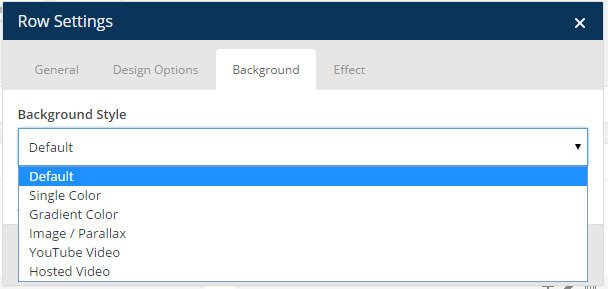 Row Settings
General Design Options Background Effect
Background Style
Default
Default
Single Color
Gradient Color
Image / Parallax
YouTube Video
Hosted Video